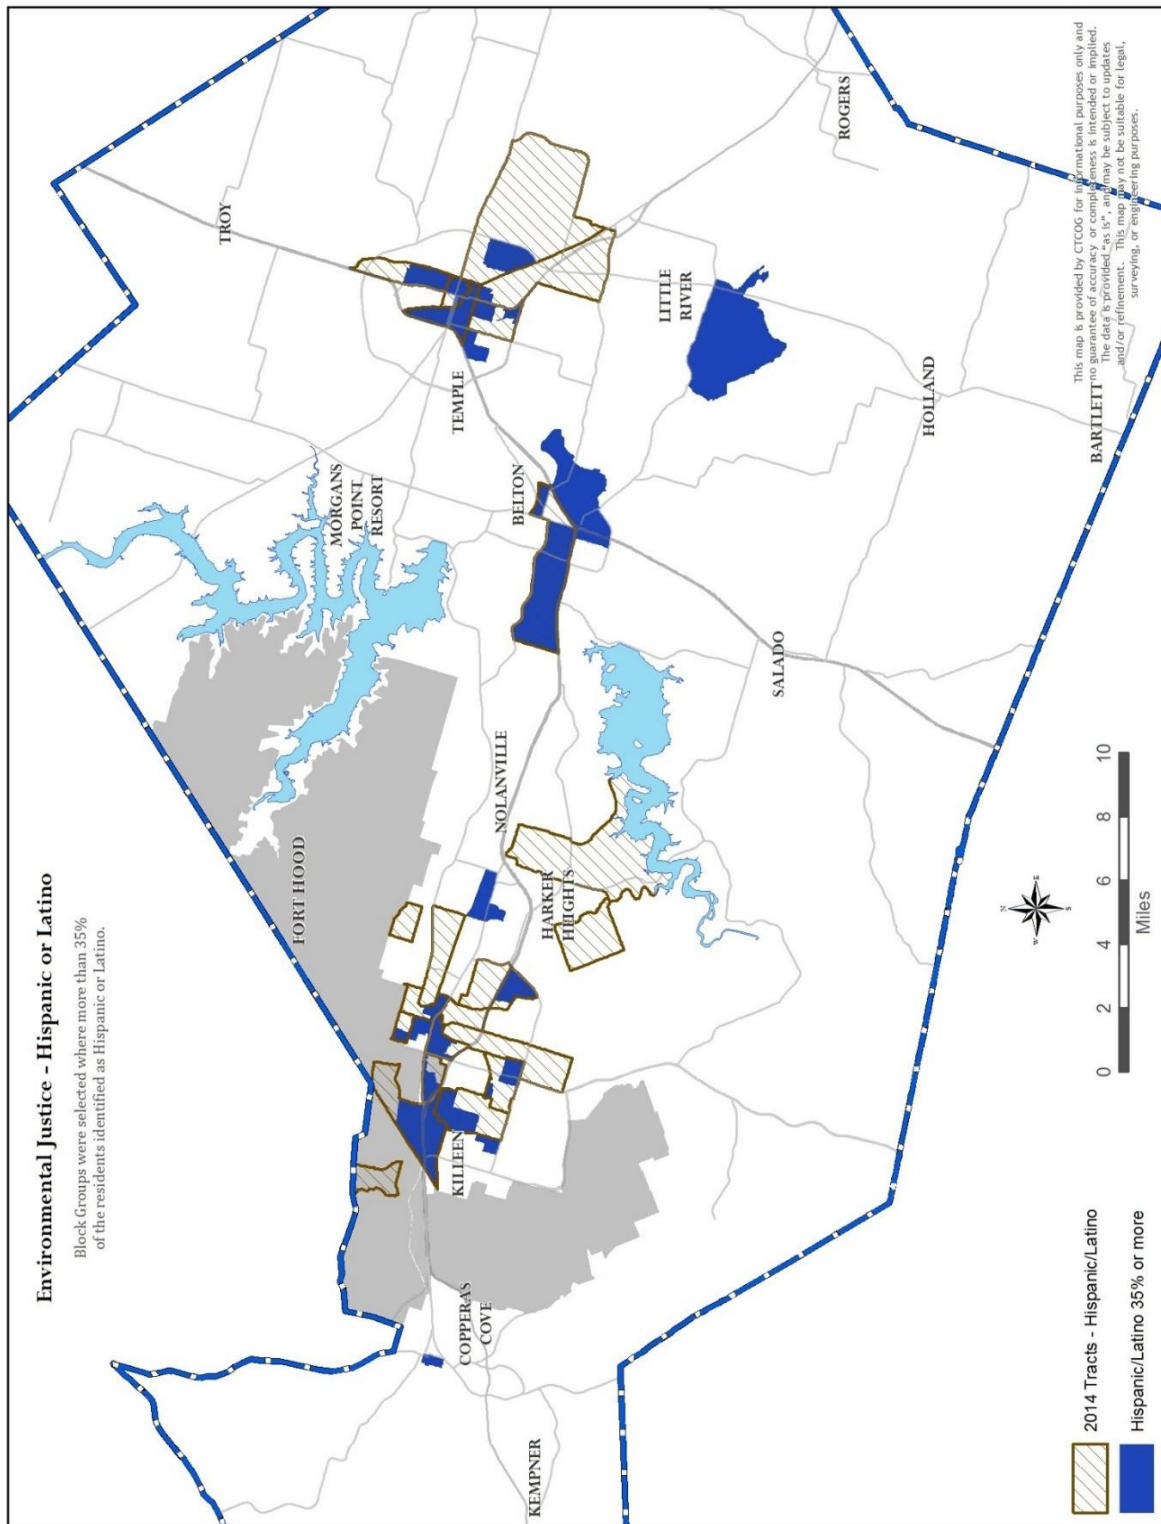 Environmental Justice - Hispanic or Latino
Block Groups were selected where more than 35%
of the residents identified as Hispanic or Latino.
TROY
MORGANS
POINT
RESORT
FORT HOOD
TEMPLE
BELTON
NOLANVILLE
KILLEEN
COPPERAS
COVE
KEMPNER
HARKER
HEIGHTS
LITTLE
RIVER
ROGERS
SALADO
HOLLAND
BARTLETT
N
W
E
S
0
2
4
6
8
10
Miles
2014 Tracts - Hispanic/Latino
Hispanic/Latino 35% or more
This map is provided by CTCOG for informational purposes only and
no guarantee of accuracy or completeness is intended or implied.
The data is provided "as is", and may be subject to updates
and/or refinement. This map may not be suitable for legal,
surveying, or engineering purposes.